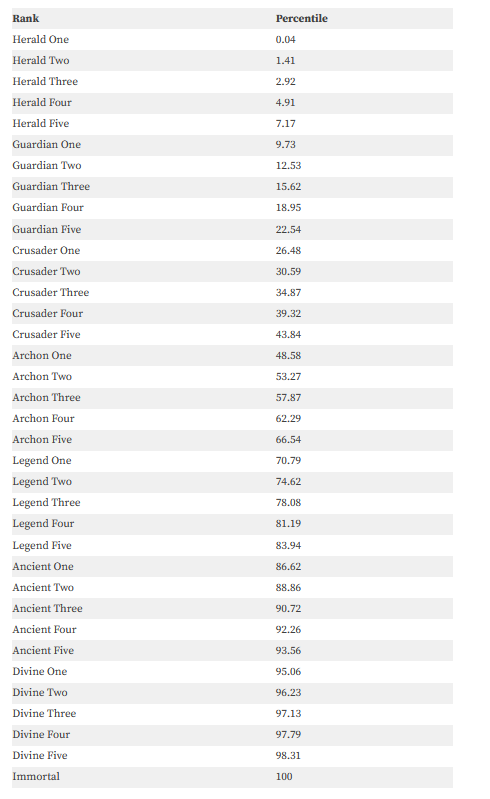 Rank Percentile
Herald One 0.04
Herald Two 1.41
Herald Three 2.92
Herald Four 4.91
Herald Five 7.17
Guardian One 9.73
Guardian Two 12.53
Guardian Three 15.62
Guardian Four 18.95
Guardian Five 22.54
Crusader One 26.48
Crusader Two 30.59
Crusader Three 34.87
Crusader Four 39.32
Crusader Five 43.84
Archon One 48.58
Archon Two 53.27
Archon Three 57.87
Archon Four 62.29
Archon Five 66.54
Legend One 70.79
Legend Two 74.62
Legend Three 78.08
Legend Four 81.19
Legend Five 83.94
Ancient One 86.62
Ancient Two 88.86
Ancient Three 90.72
Ancient Four 92.26
Ancient Five 93.56
Divine One 95.06
Divine Two 96.23
Divine Three 97.13
Divine Four 97.79
Divine Five 98.31
Immortal 100